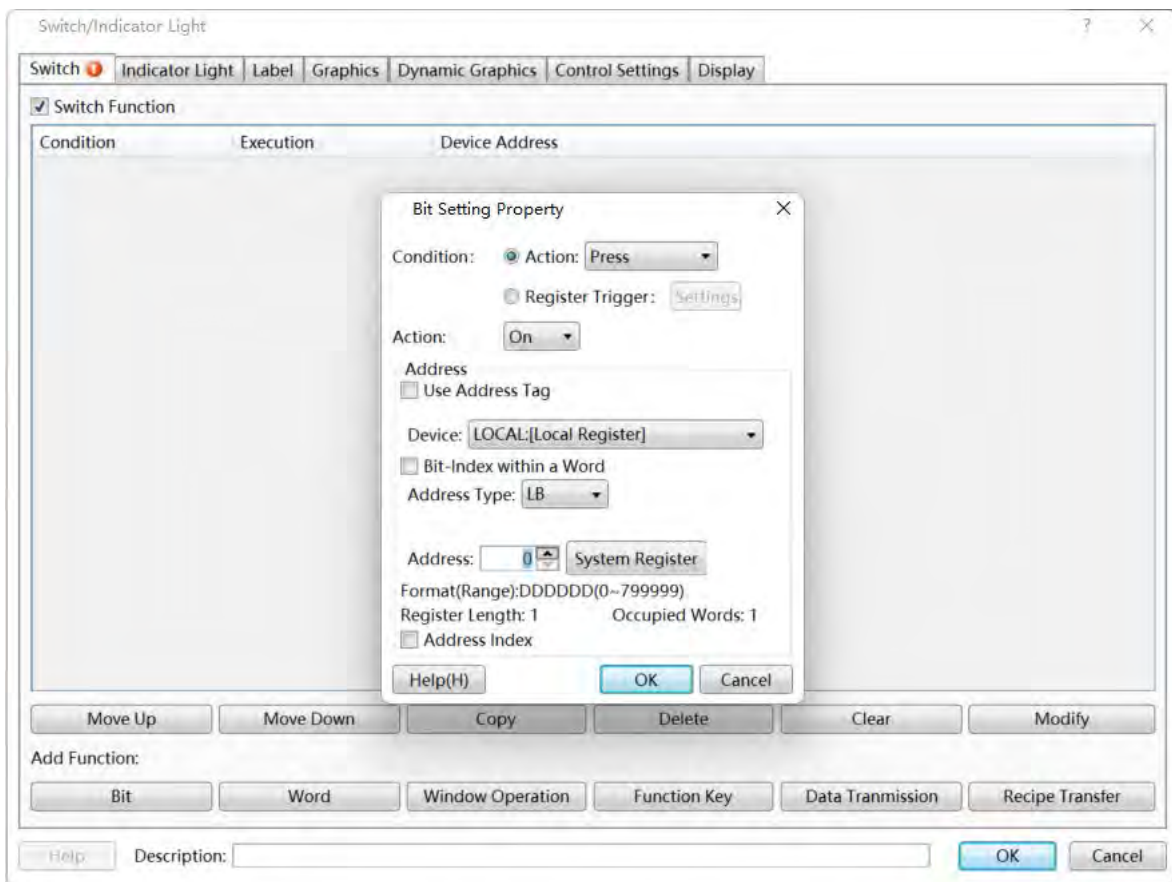 Switch/Indicator Light ? ×
Switch Indicator Light Label Graphics Dynamic Graphics Control Settings Display
Switch Function
Condition Execution Device Address
Bit Setting Property ×
Condition: Action: Press
Register Trigger: Settings
Action: On
Address
Use Address Tag
Device: LOCAL:[Local Register]
Bit-Index within a Word
Address Type: LB
Address: 0 System Register
Format(Range):DDDDDD(0~799999)
Register Length: 1 Occupied Words: 1
Address Index
Help(H) OK Cancel
Move Up Move Down Copy Delete Clear Modify
Add Function:
Bit Word Window Operation Function Key Data Tranmission Recipe Transfer
Help Description: OK Cancel